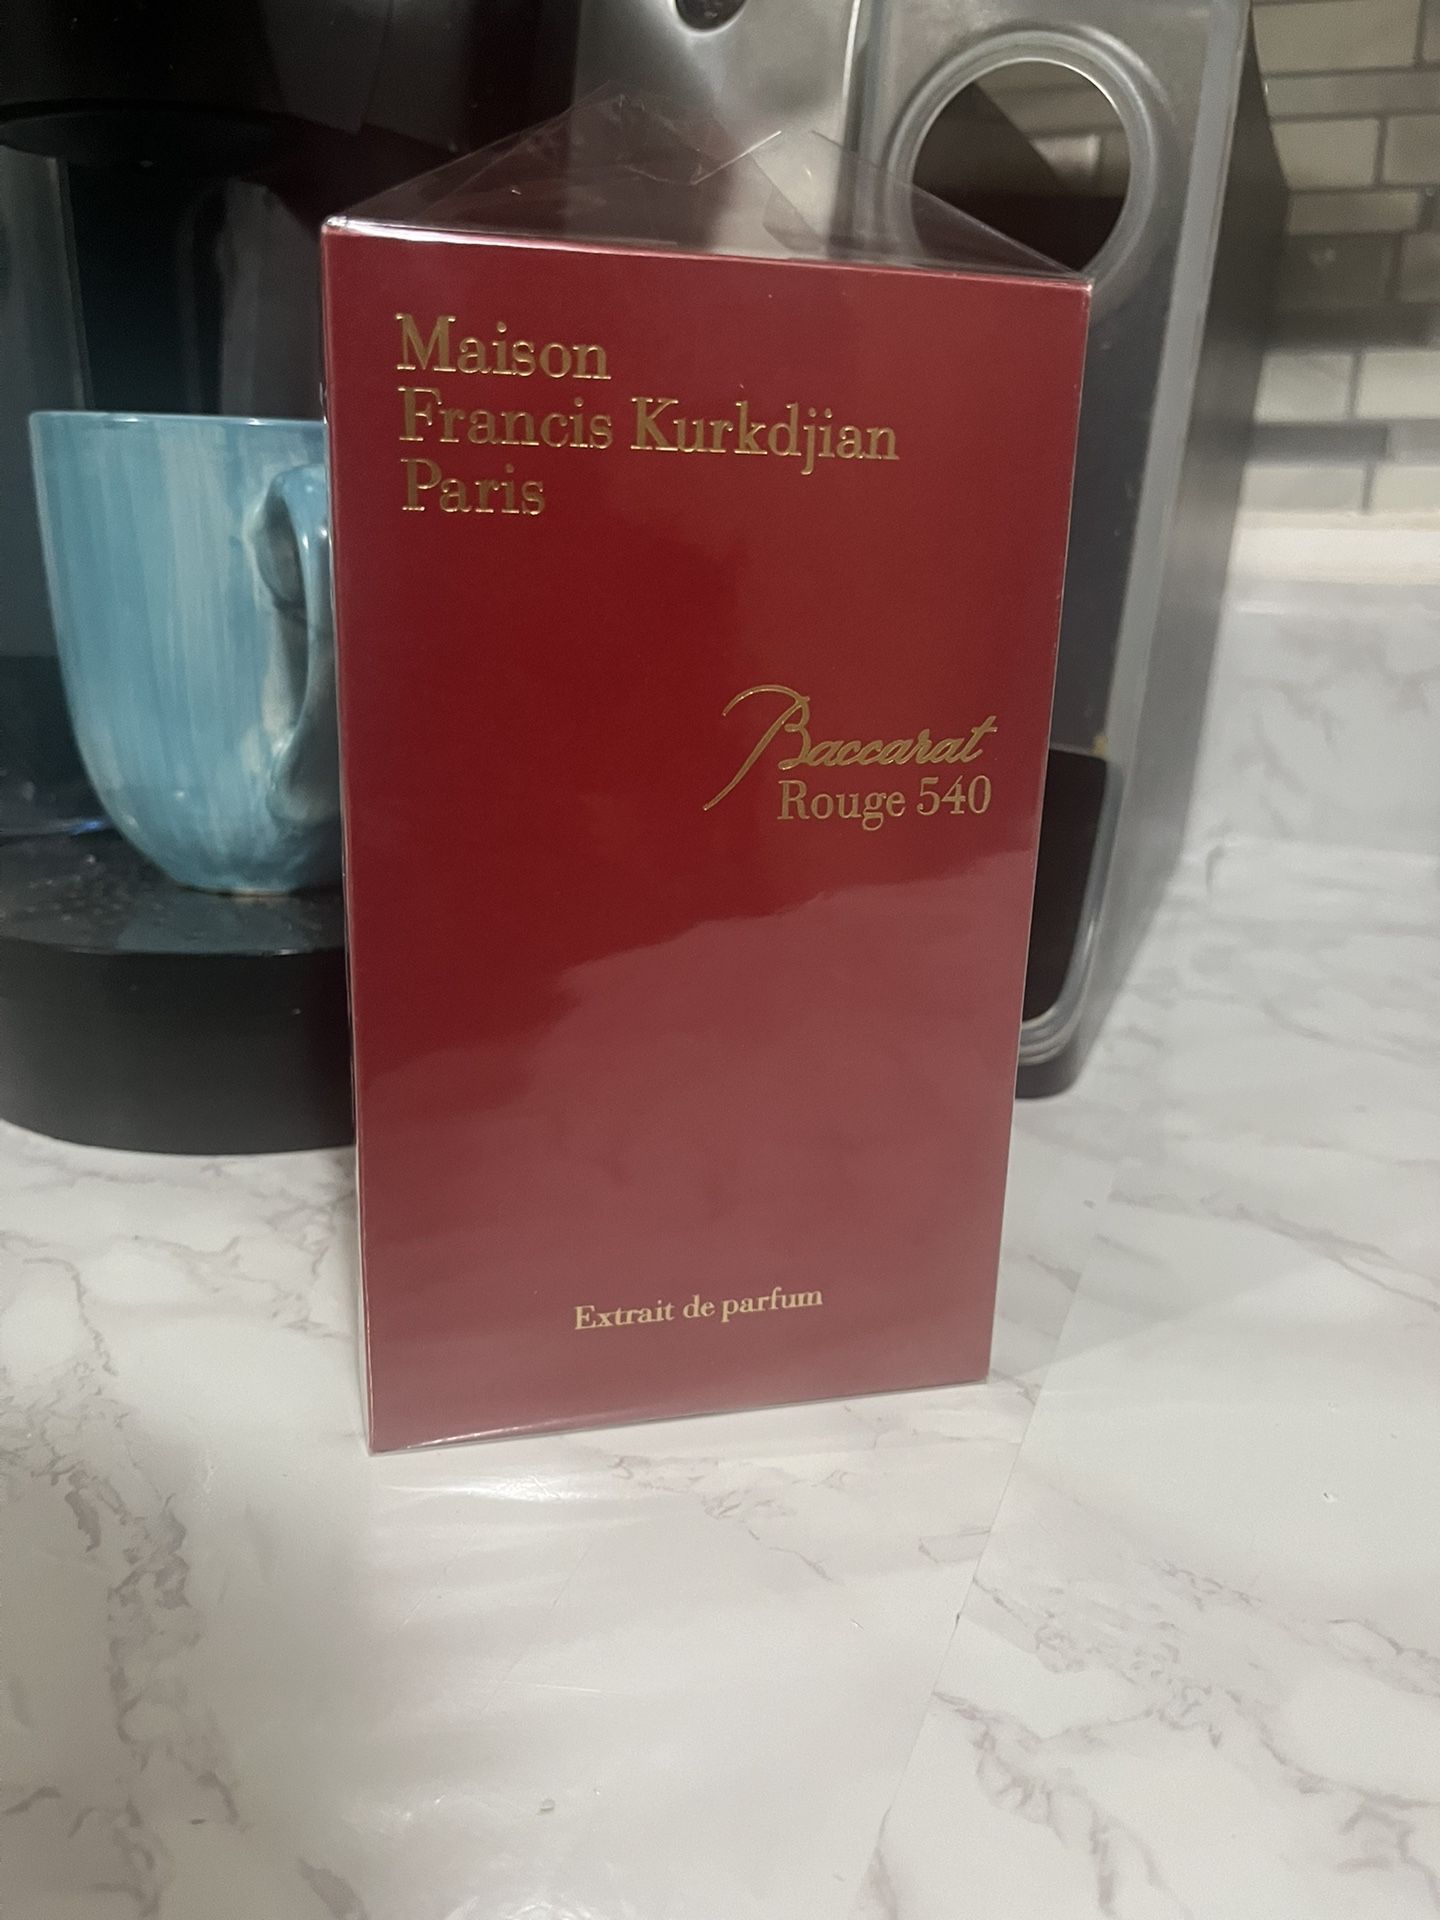 Maison
Francis Kurkdjian
Paris
Baccarat
Rouge 540
Extrait de parfum